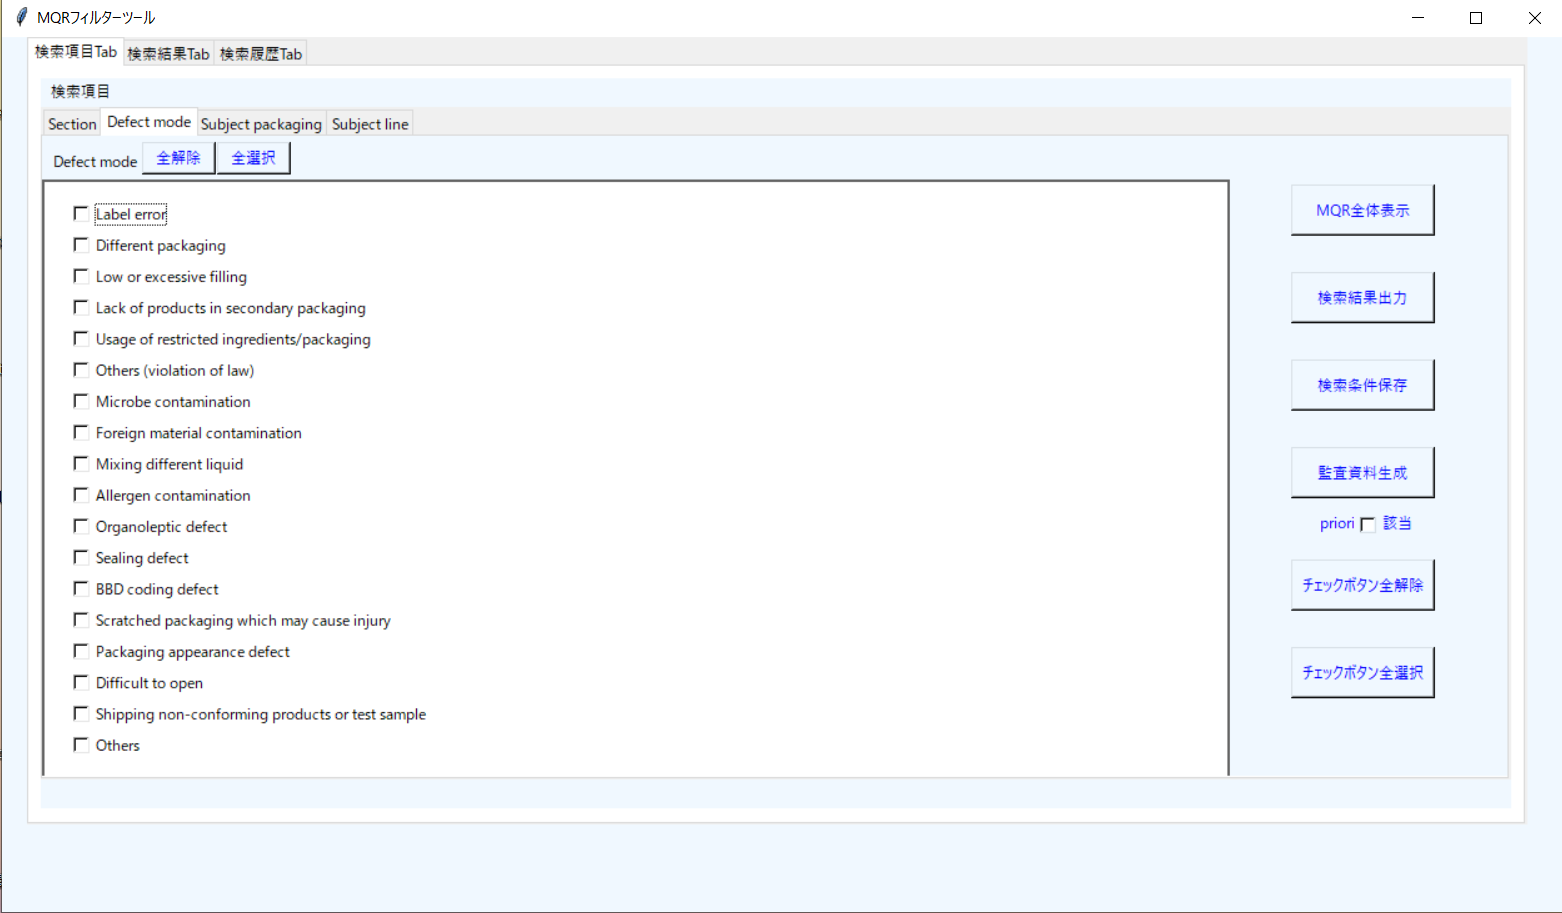 MQRフィルターツール
検索項目Tab 検索結果Tab 検索履歴Tab
検索項目
Section Defect mode Subject packaging Subject line
Defect mode 全解除 全選択
Label error
Different packaging
Low or excessive filling
Lack of products in secondary packaging
Usage of restricted ingredients/packaging
Others (violation of law)
Microbe contamination
Foreign material contamination
Mixing different liquid
Allergen contamination
Organoleptic defect
Sealing defect
BBD coding defect
Scratched packaging which may cause injury
Packaging appearance defect
Difficult to open
Shipping non-conforming products or test sample
Others
MQR全体表示
検索結果出力
検索条件保存
監査資料生成
priori 該当
チェックボタン全解除
チェックボタン全選択